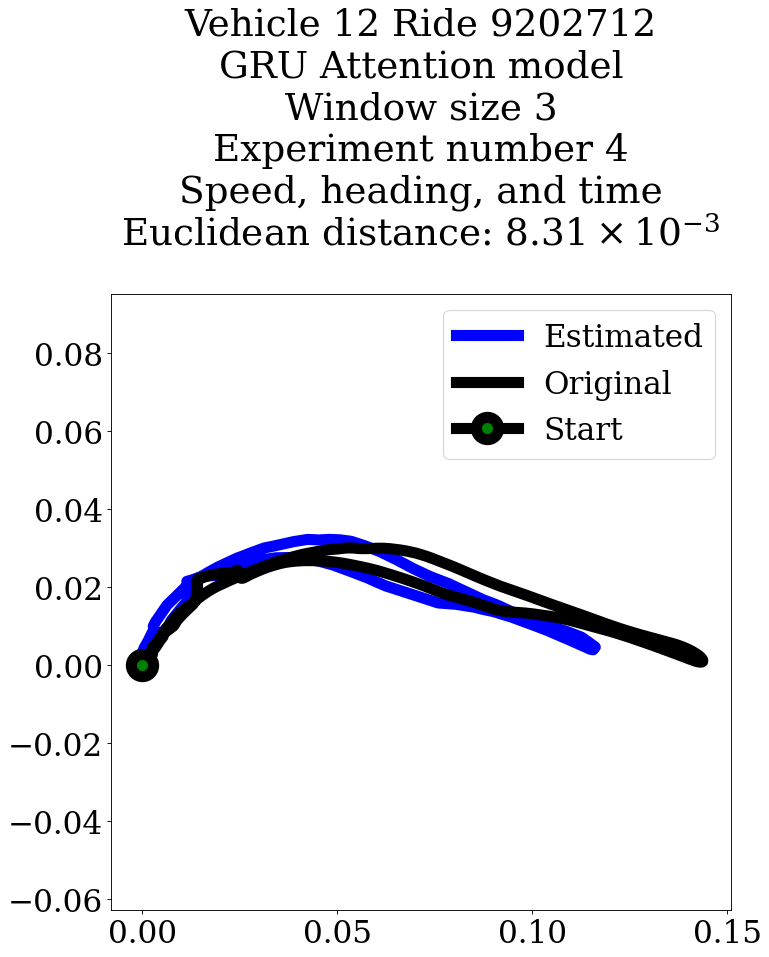 Vehicle 12 Ride 9202712
GRU Attention model
Window size 3
Experiment number 4
Speed, heading, and time
Euclidean distance: 8.31 × 10⁻³
Estimated
Original
Start
0.08
0.06
0.04
0.02
0.00
−0.02
−0.04
−0.06
0.00 0.05 0.10 0.15